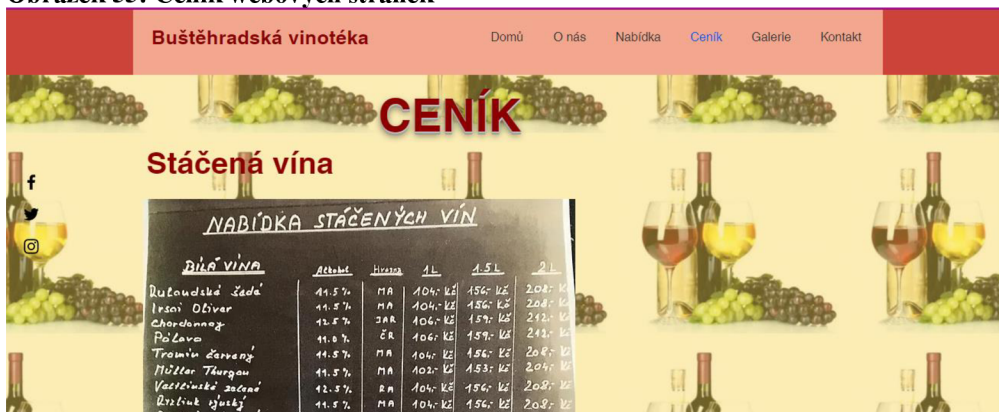 Obrázek 35: Ceník webových stránek
Buštěhradská vinotéka Domů O nás Nabídka Ceník Galerie Kontakt
CENÍK
Stáčená vína
NABÍDKA STÁČENÝCH VÍN
BÍLÁ VÍNA Alkohol Hrozna 1L 1.5L 2L
Rulandské šedé 11.5% MA 104,- Kč 156,- Kč 208,- Kč
Irsai Oliver 11.5% MA 104,- Kč 156,- Kč 208,- Kč
Chardonnay 12.5% JAR 106,- Kč 159,- Kč 212,- Kč
Pálava 11.0% ČR 106,- Kč 159,- Kč 212,- Kč
Tramín červený 11.5% MA 104,- Kč 156,- Kč 208,- Kč
Müller Thurgau 11.5% MA 102,- Kč 153,- Kč 204,- Kč
Veltlínské zelené 12.5% RM 104,- Kč 156,- Kč 208,- Kč
Ryzlink rýnský 11.5% MA 104,- Kč 156,- Kč 208,- Kč